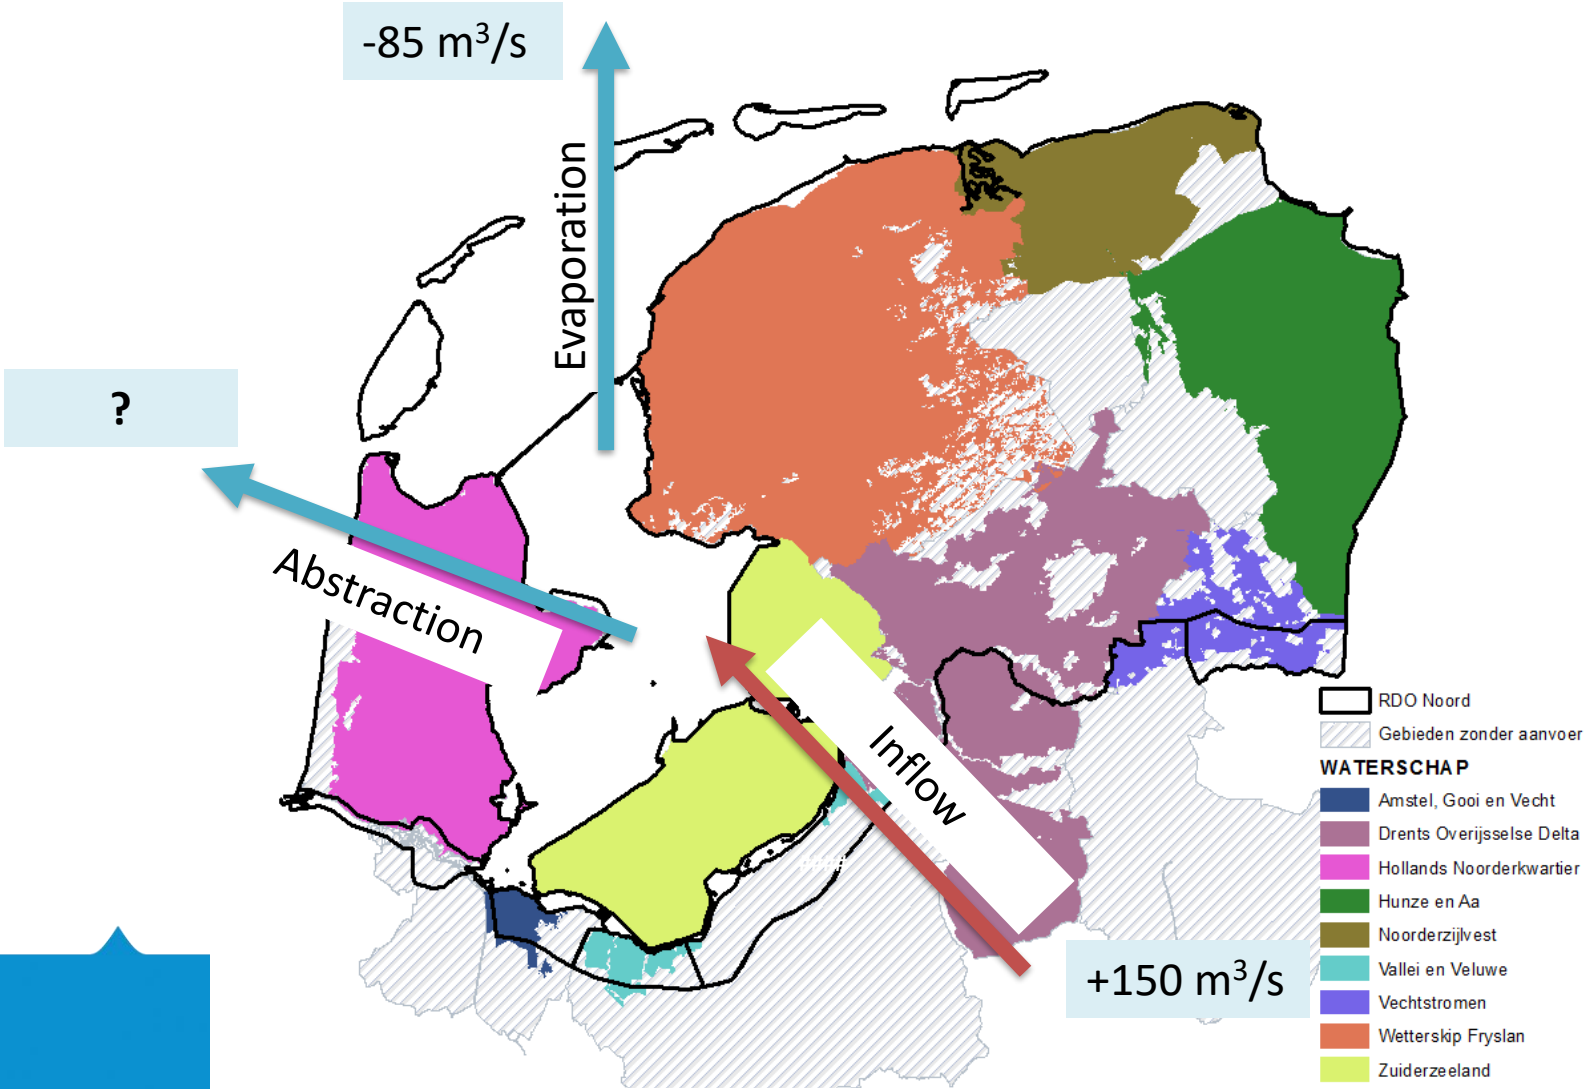 -85 m³/s
Evaporation
?
Abstraction
Inflow
+150 m³/s
RDO Noord
Gebieden zonder aanvoer
WATERSCHAP
Amstel, Gooi en Vecht
Drents Overijsselse Delta
Hollands Noorderkwartier
Hunze en Aa
Noorderzijlvest
Vallei en Veluwe
Vechtstromen
Wetterskip Fryslan
Zuiderzeeland